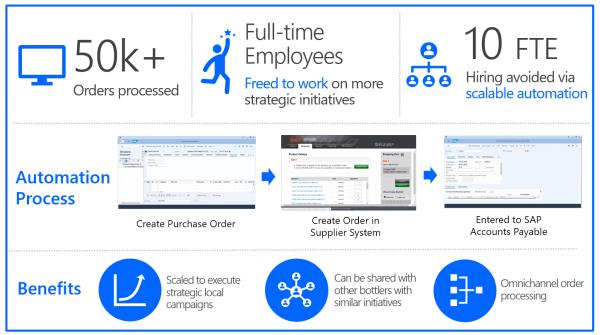 50k+
Orders processed
Full-time
Employees
Freed to work on more
strategic initiatives
10 FTE
Hiring avoided via
scalable automation
Automation
Process
Create Purchase Order
Create Order in
Supplier System
Entered to SAP
Accounts Payable
Benefits
Scaled to execute
strategic local
campaigns
Can be shared with
other bottlers with
similar initiatives
Omnichannel order
processing